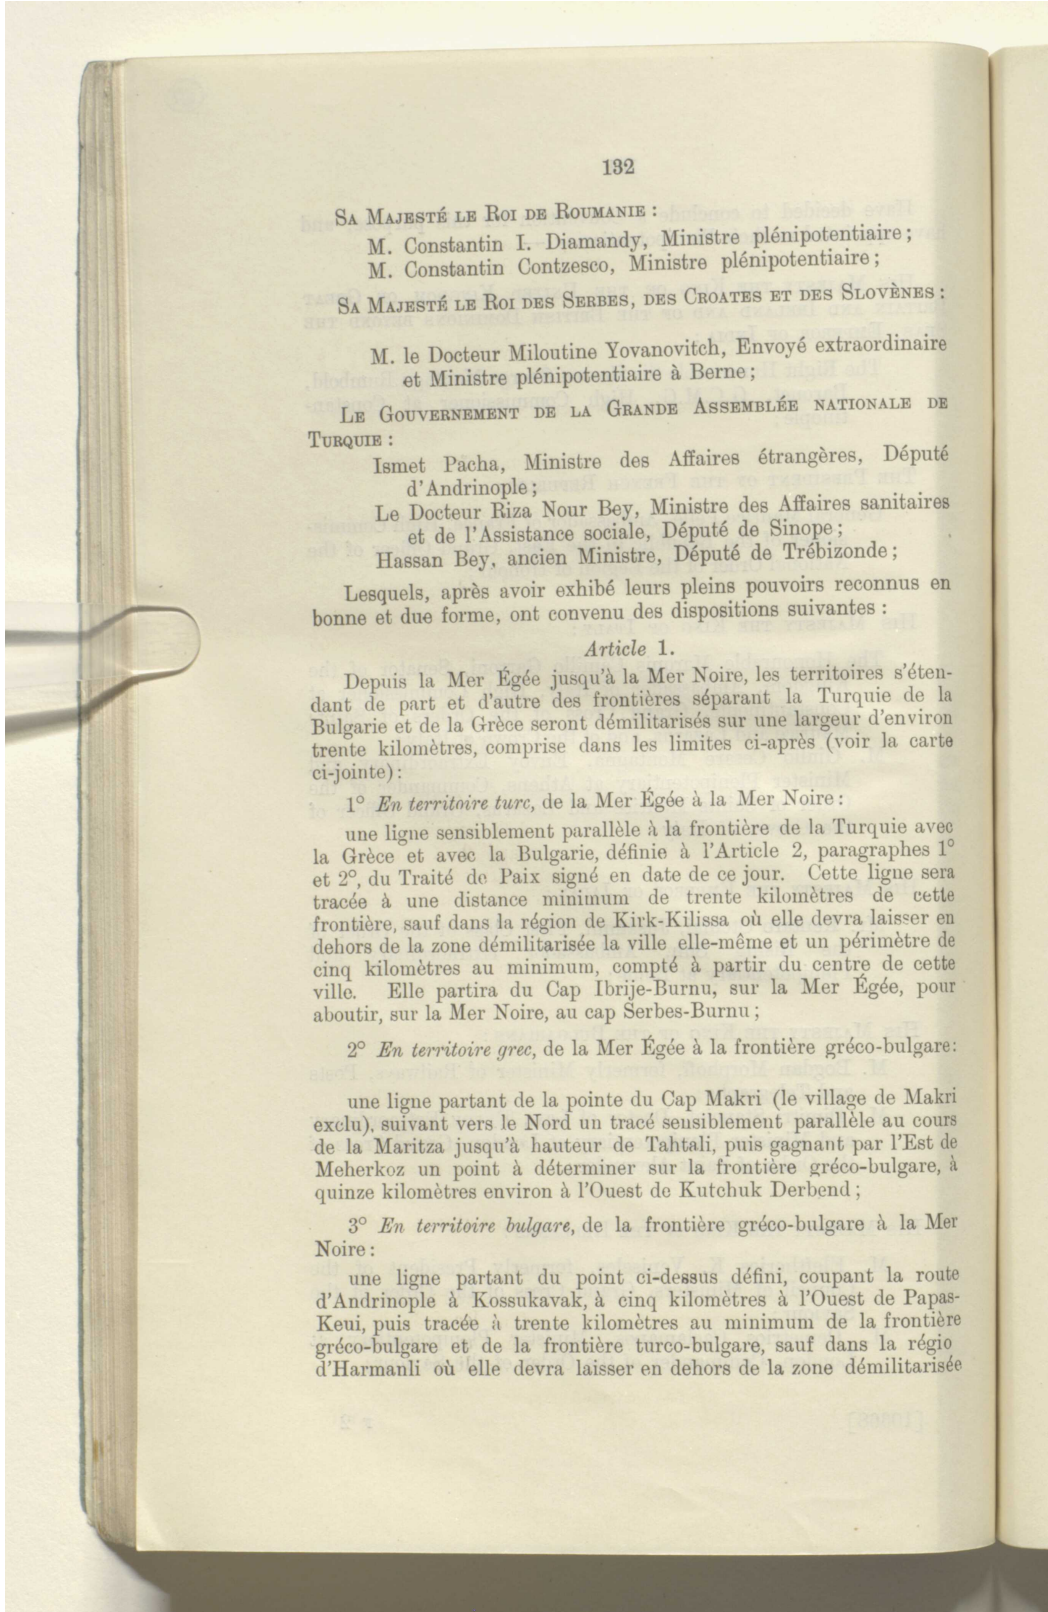 132
SA MAJESTÉ LE ROI DE ROUMANIE :
M. Constantin I. Diamandy, Ministre plénipotentiaire ;
M. Constantin Contzesco, Ministre plénipotentiaire ;
SA MAJESTÉ LE ROI DES SERBES, DES CROATES ET DES SLOVÈNES :
M. le Docteur Miloutine Yovanovitch, Envoyé extraordinaire
et Ministre plénipotentiaire à Berne ;
LE GOUVERNEMENT DE LA GRANDE ASSEMBLÉE NATIONALE DE
TURQUIE :
Ismet Pacha, Ministre des Affaires étrangères, Député
d'Andrinople ;
Le Docteur Riza Nour Bey, Ministre des Affaires sanitaires
et de l'Assistance sociale, Député de Sinope ;
Hassan Bey, ancien Ministre, Député de Trébizonde ;
Lesquels, après avoir exhibé leurs pleins pouvoirs reconnus en
bonne et due forme, ont convenu des dispositions suivantes :
Article 1.
Depuis la Mer Égée jusqu'à la Mer Noire, les territoires s'éten-
dant de part et d'autre des frontières séparant la Turquie de la
Bulgarie et de la Grèce seront démilitarisés sur une largeur d'environ
trente kilomètres, comprise dans les limites ci-après (voir la carte
ci-jointe) :
1° En territoire turc, de la Mer Égée à la Mer Noire :
une ligne sensiblement parallèle à la frontière de la Turquie avec
la Grèce et avec la Bulgarie, définie à l'Article 2, paragraphes 1°
et 2°, du Traité de Paix signé en date de ce jour. Cette ligne sera
tracée à une distance minimum de trente kilomètres de cette
frontière, sauf dans la région de Kirk-Kilissa où elle devra laisser en
dehors de la zone démilitarisée la ville elle-même et un périmètre de
cinq kilomètres au minimum, compté à partir du centre de cette
ville. Elle partira du Cap Ibrije-Burnu, sur la Mer Égée, pour
aboutir, sur la Mer Noire, au cap Serbes-Burnu ;
2° En territoire grec, de la Mer Égée à la frontière gréco-bulgare:
une ligne partant de la pointe du Cap Makri (le village de Makri
exclu), suivant vers le Nord un tracé sensiblement parallèle au cours
de la Maritza jusqu'à hauteur de Tahtali, puis gagnant par l'Est de
Meherkoz un point à déterminer sur la frontière gréco-bulgare, à
quinze kilomètres environ à l'Ouest de Kutchuk Derbend ;
3° En territoire bulgare, de la frontière gréco-bulgare à la Mer
Noire :
une ligne partant du point ci-dessus défini, coupant la route
d'Andrinople à Kossukavak, à cinq kilomètres à l'Ouest de Papas-
Keui, puis tracée à trente kilomètres au minimum de la frontière
gréco-bulgare et de la frontière turco-bulgare, sauf dans la régio
d'Harmanli où elle devra laisser en dehors de la zone démilitarisée